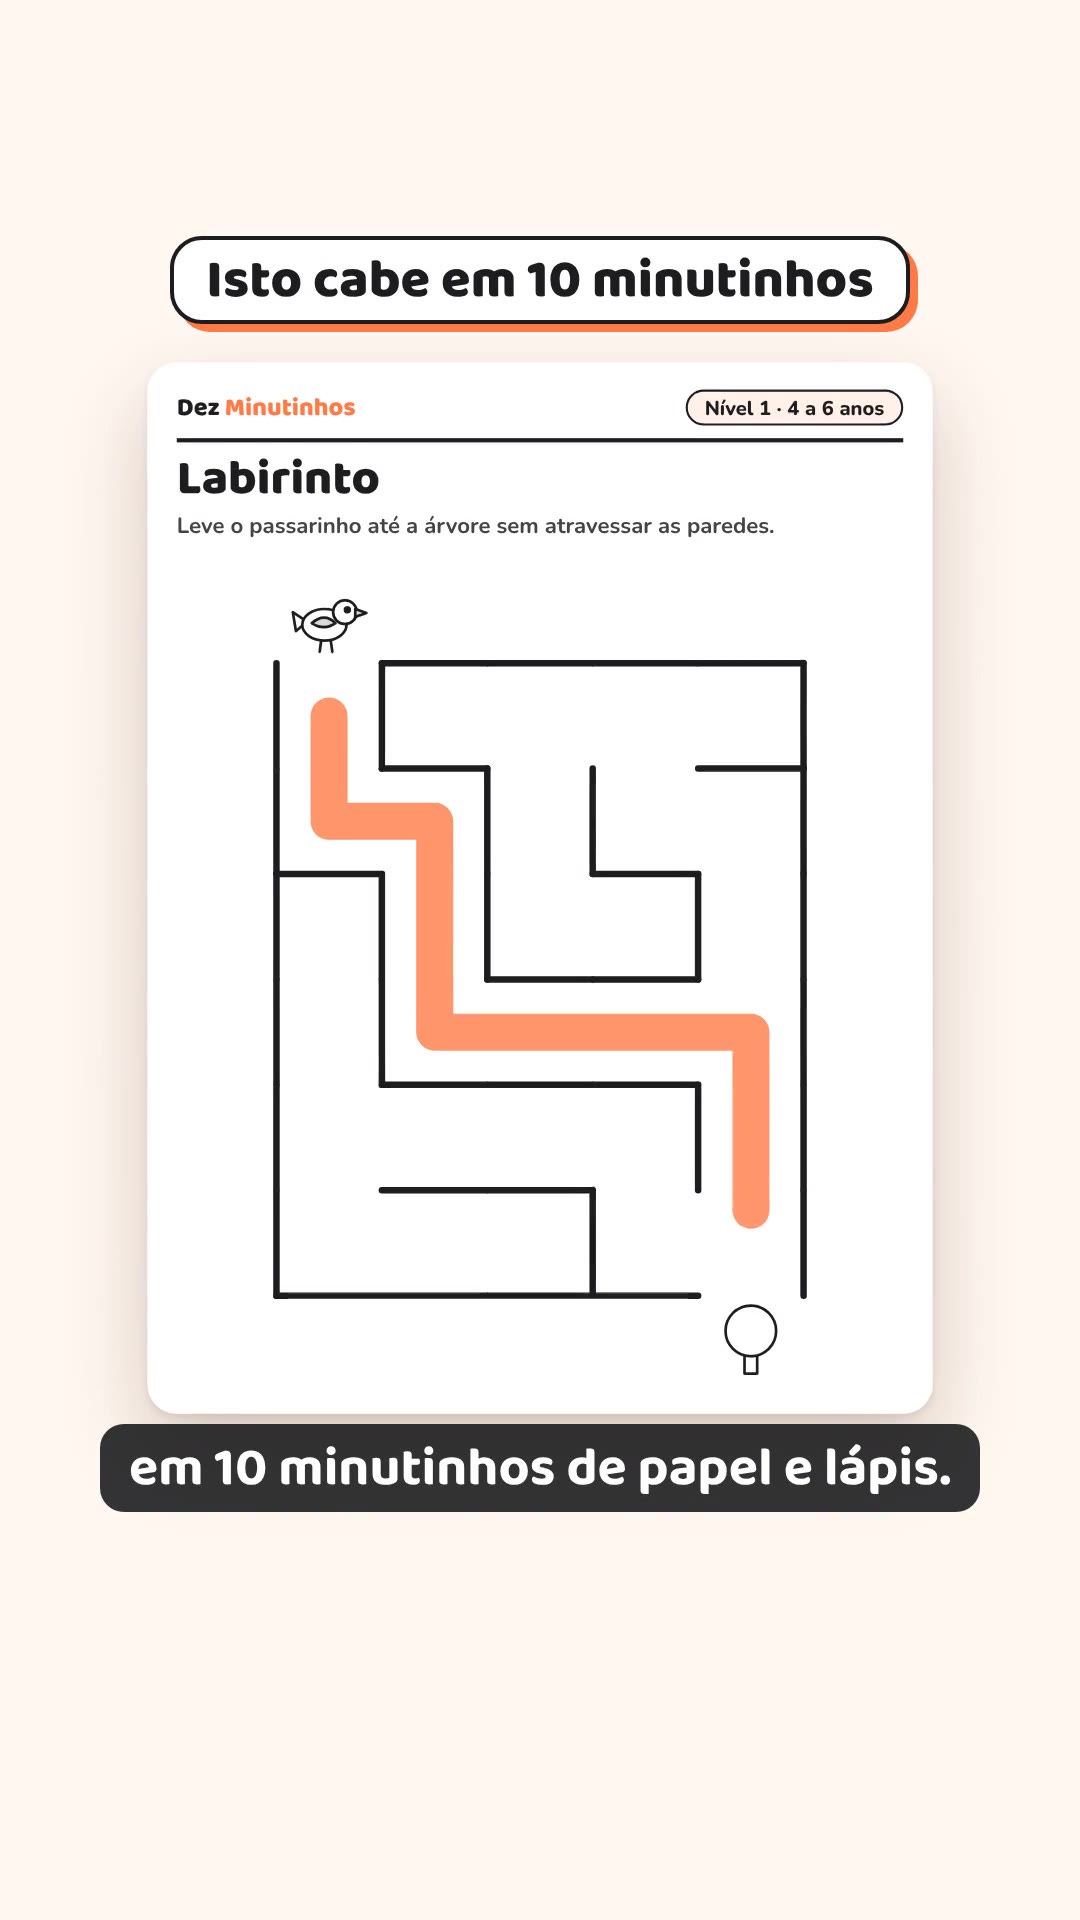 Isto cabe em 10 minutinhos
Dez Minutinhos
Nível 1 · 4 a 6 anos
Labirinto
Leve o passarinho até a árvore sem atravessar as paredes.
em 10 minutinhos de papel e lápis.